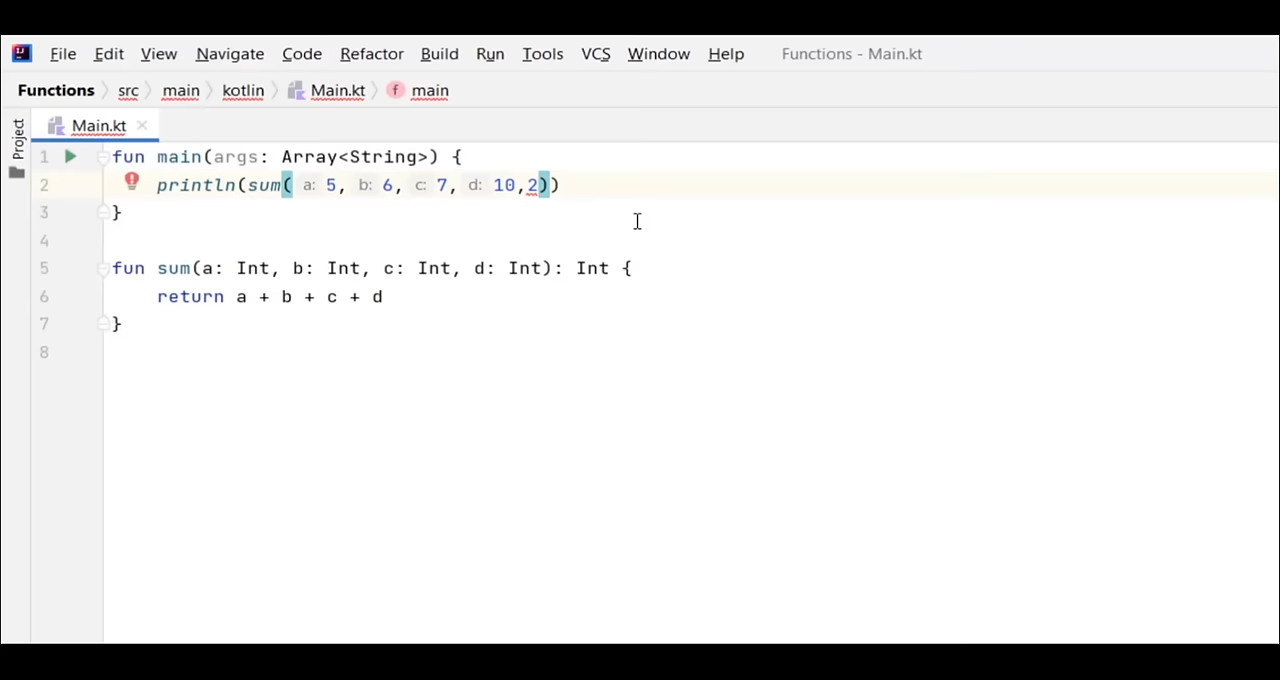 File Edit View Navigate Code Refactor Build Run Tools VCS Window Help Functions - Main.kt
Functions src main kotlin Main.kt f main
Project
Main.kt
1 fun main(args: Array<String>) {
2 println(sum( a: 5, b: 6, c: 7, d: 10,2))
3 }
4
5 fun sum(a: Int, b: Int, c: Int, d: Int): Int {
6 return a + b + c + d
7 }
8